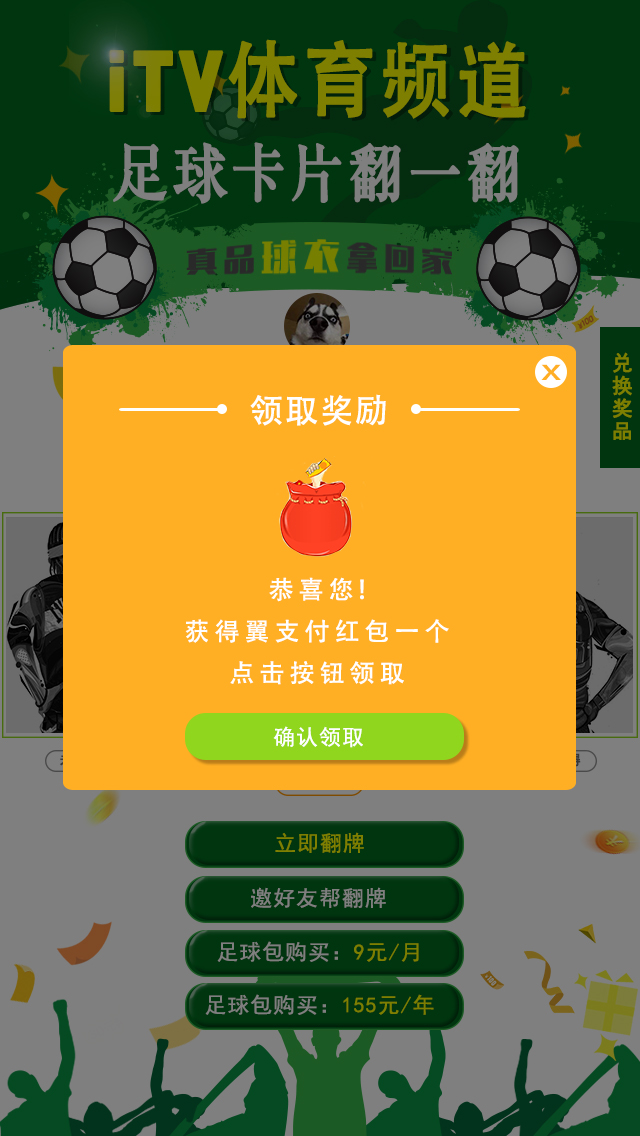 iTV体育频道
足球卡片翻一翻
真品球衣拿回家
¥100
兑换奖品
领取奖励
恭喜您!
获得翼支付红包一个
点击按钮领取
确认领取
立即翻牌
邀好友帮翻牌
足球包购买：9元/月
足球包购买：155元/年